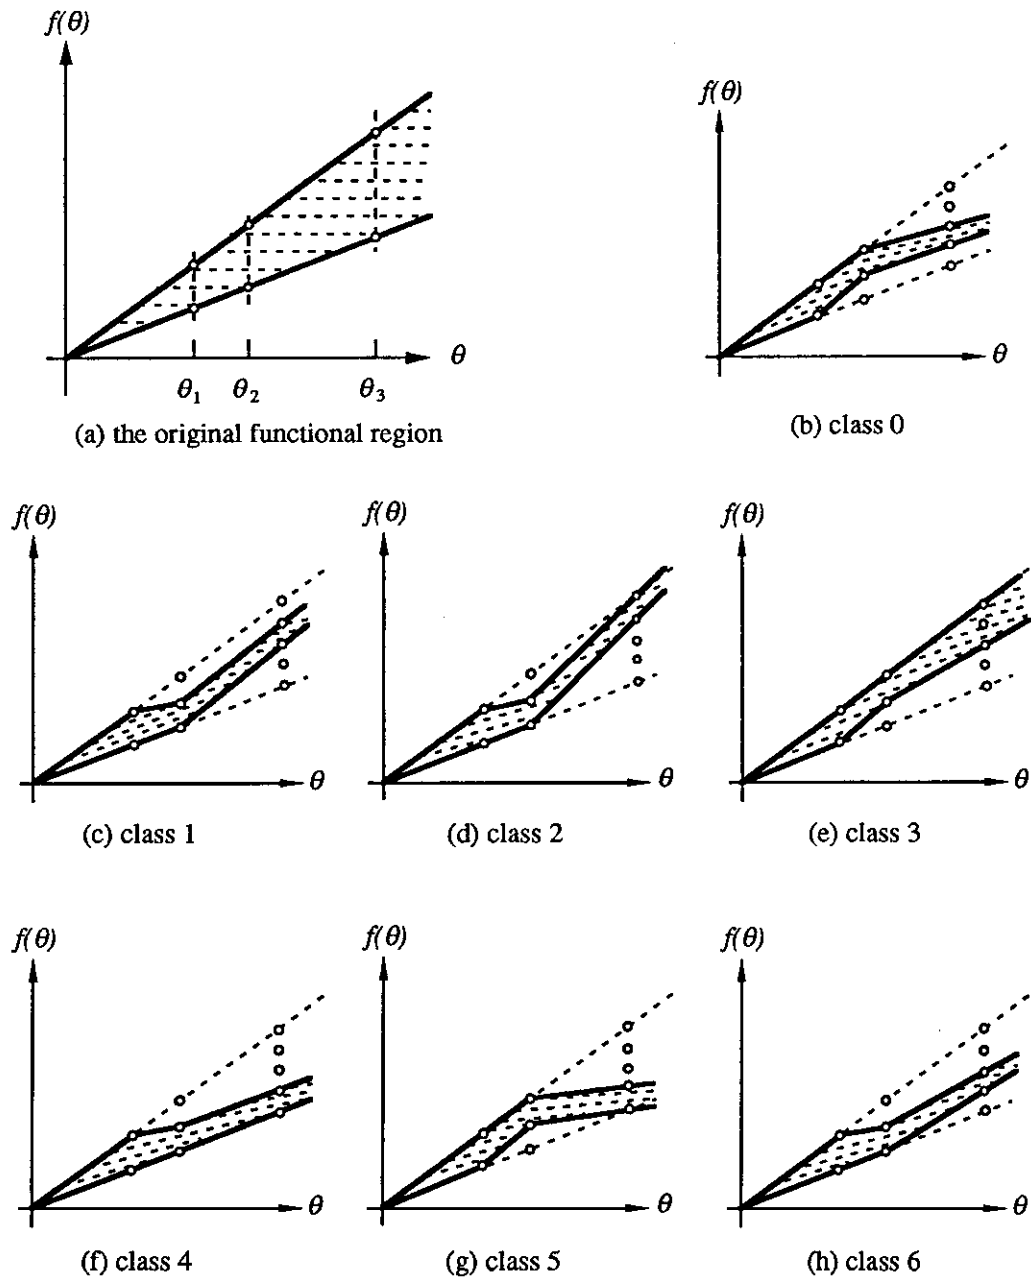 f(θ)
θ
θ₁ θ₂ θ₃
(a) the original functional region
f(θ)
θ
(b) class 0
f(θ)
θ
(c) class 1
f(θ)
θ
(d) class 2
f(θ)
θ
(e) class 3
f(θ)
θ
(f) class 4
f(θ)
θ
(g) class 5
f(θ)
θ
(h) class 6